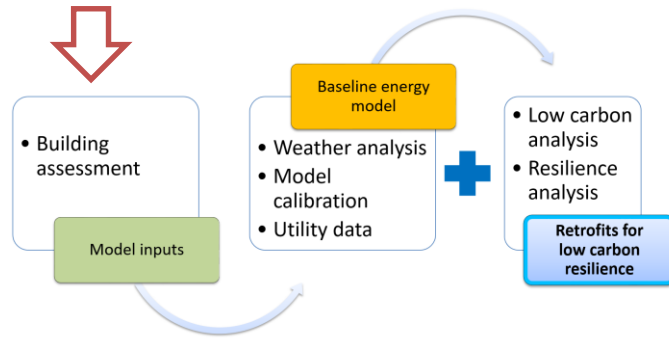 • Building
assessment
Model inputs
Baseline energy
model
• Weather analysis
• Model
calibration
• Utility data
• Low carbon
analysis
• Resilience
analysis
Retrofits for
low carbon
resilience